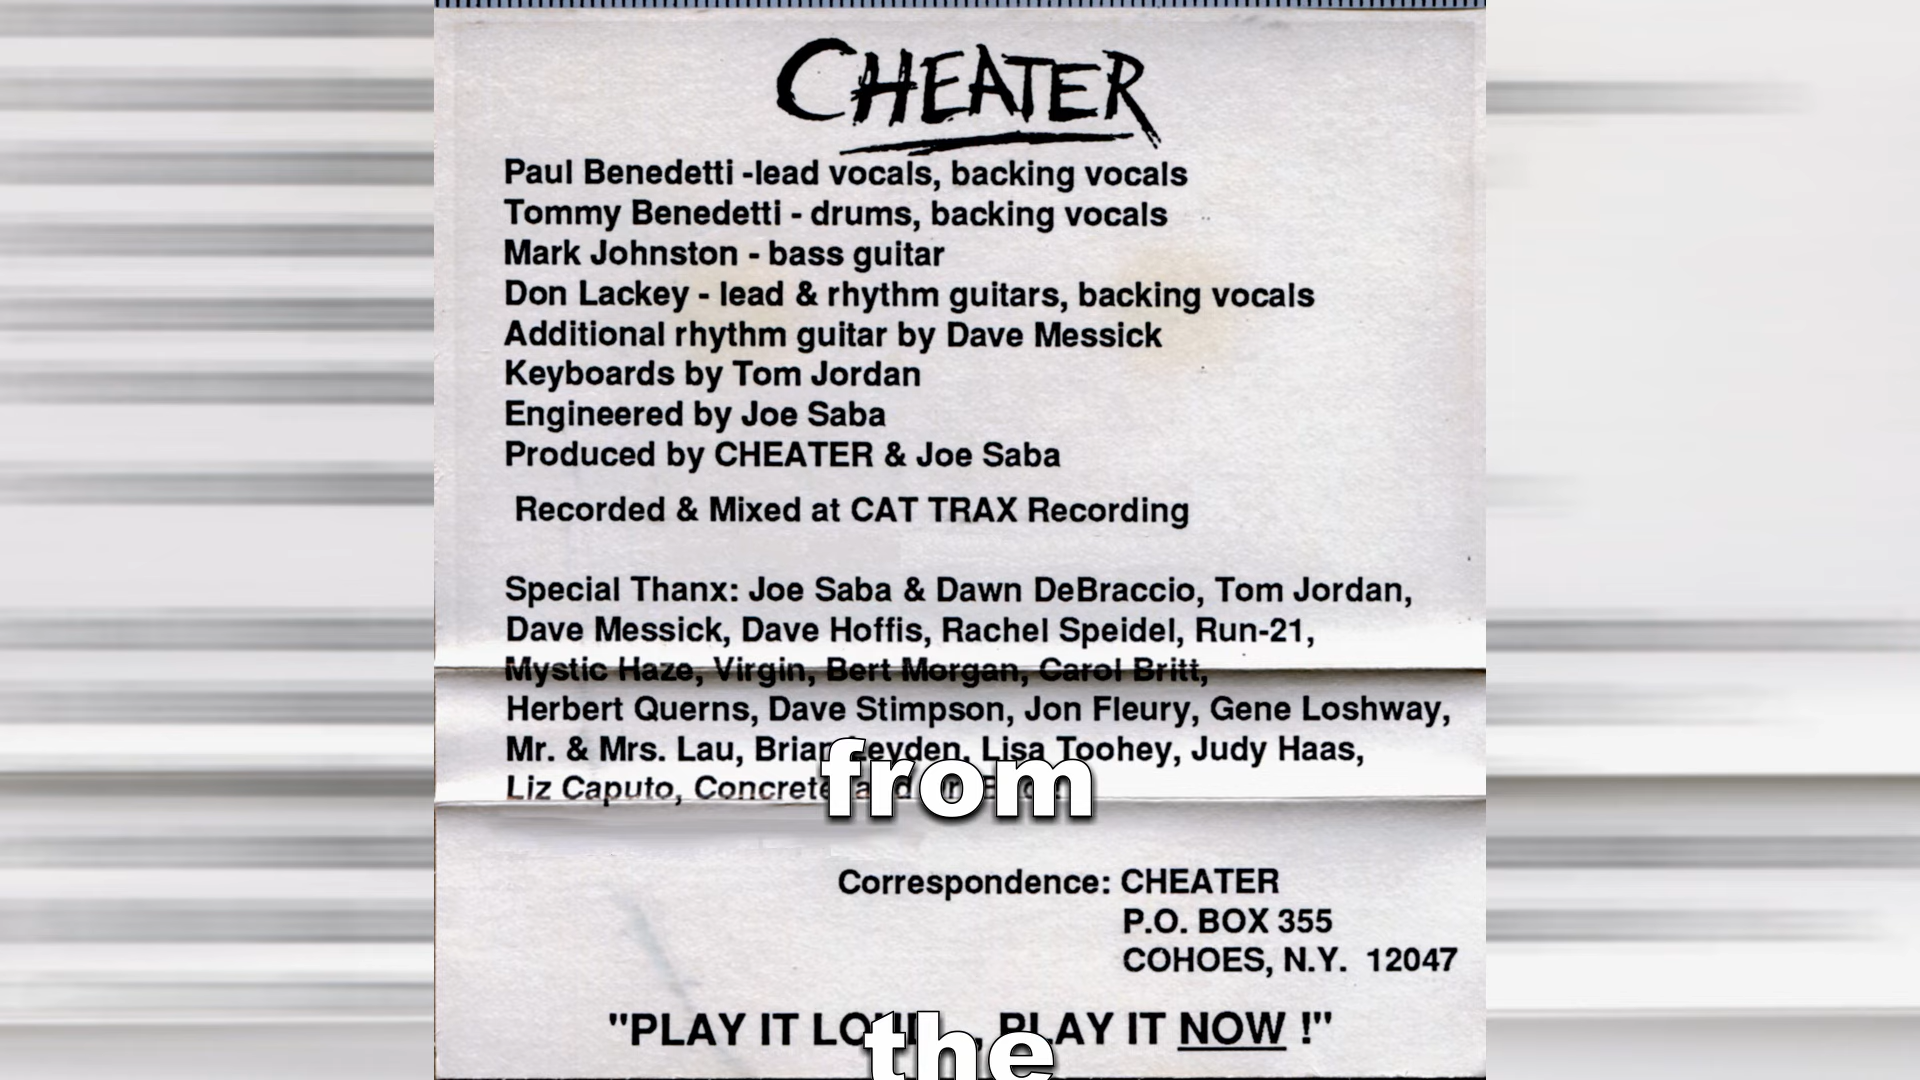 CHEATER
Paul Benedetti -lead vocals, backing vocals
Tommy Benedetti - drums, backing vocals
Mark Johnston - bass guitar
Don Lackey - lead & rhythm guitars, backing vocals
Additional rhythm guitar by Dave Messick
Keyboards by Tom Jordan
Engineered by Joe Saba
Produced by CHEATER & Joe Saba
Recorded & Mixed at CAT TRAX Recording
Special Thanx: Joe Saba & Dawn DeBraccio, Tom Jordan,
Dave Messick, Dave Hoffis, Rachel Speidel, Run-21,
Mystic Haze, Virgin, Bert Morgan, Carol Britt,
Herbert Querns, Dave Stimpson, Jon Fleury, Gene Loshway,
Mr. & Mrs. Lau, Brian Leyden, Lisa Toohey, Judy Haas,
Liz Caputo, Concrete
from
Correspondence: CHEATER
P.O. BOX 355
COHOES, N.Y. 12047
"PLAY IT LOUD, PLAY IT NOW !"
the